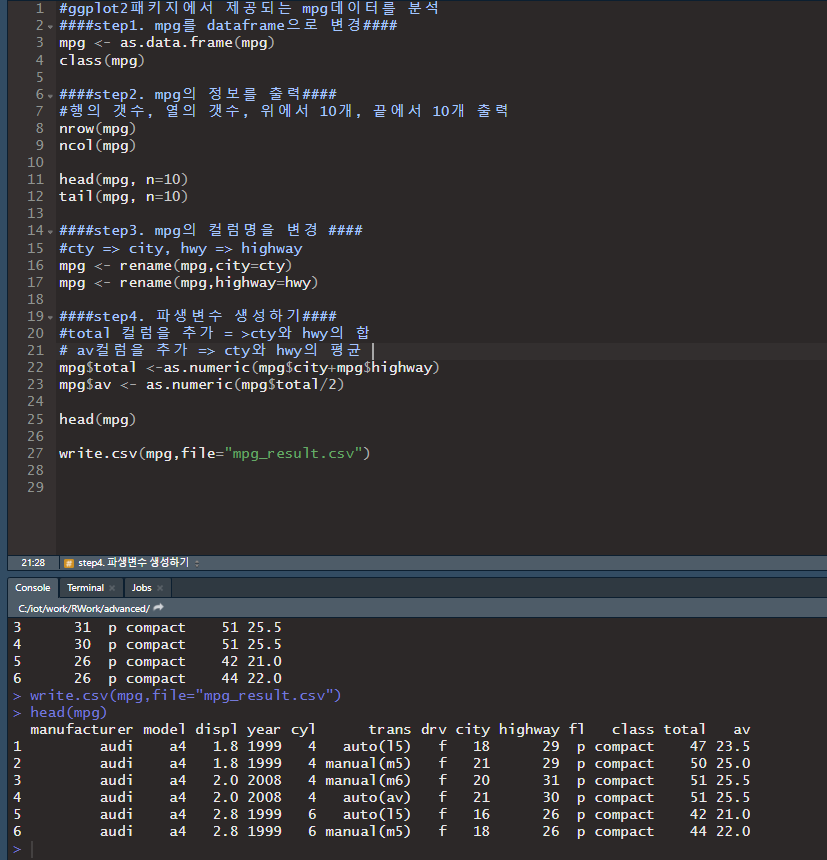 1 #ggplot2패키지에서 제공되는 mpg데이터를 분석
2 ####step1. mpg를 dataframe으로 변경####
3 mpg <- as.data.frame(mpg)
4 class(mpg)
5
6 ####step2. mpg의 정보를 출력####
7 #행의 갯수, 열의 갯수, 위에서 10개, 끝에서 10개 출력
8 nrow(mpg)
9 ncol(mpg)
10
11 head(mpg, n=10)
12 tail(mpg, n=10)
13
14 ####step3. mpg의 컬럼명을 변경 ####
15 #cty => city, hwy => highway
16 mpg <- rename(mpg,city=cty)
17 mpg <- rename(mpg,highway=hwy)
18
19 ####step4. 파생변수 생성하기####
20 #total 컬럼을 추가 = >cty와 hwy의 합
21 # av컬럼을 추가 => cty와 hwy의 평균
22 mpg$total <-as.numeric(mpg$city+mpg$highway)
23 mpg$av <- as.numeric(mpg$total/2)
24
25 head(mpg)
26
27 write.csv(mpg,file="mpg_result.csv")
28
29
21:28 # step4. 파생변수 생성하기 :
Console Terminal × Jobs ×
C:/iot/work/RWork/advanced/
3 31 p compact 51 25.5
4 30 p compact 51 25.5
5 26 p compact 42 21.0
6 26 p compact 44 22.0
> write.csv(mpg,file="mpg_result.csv")
> head(mpg)
manufacturer model displ year cyl trans drv city highway fl class total av
1 audi a4 1.8 1999 4 auto(l5) f 18 29 p compact 47 23.5
2 audi a4 1.8 1999 4 manual(m5) f 21 29 p compact 50 25.0
3 audi a4 2.0 2008 4 manual(m6) f 20 31 p compact 51 25.5
4 audi a4 2.0 2008 4 auto(av) f 21 30 p compact 51 25.5
5 audi a4 2.8 1999 6 auto(l5) f 16 26 p compact 42 21.0
6 audi a4 2.8 1999 6 manual(m5) f 18 26 p compact 44 22.0
>